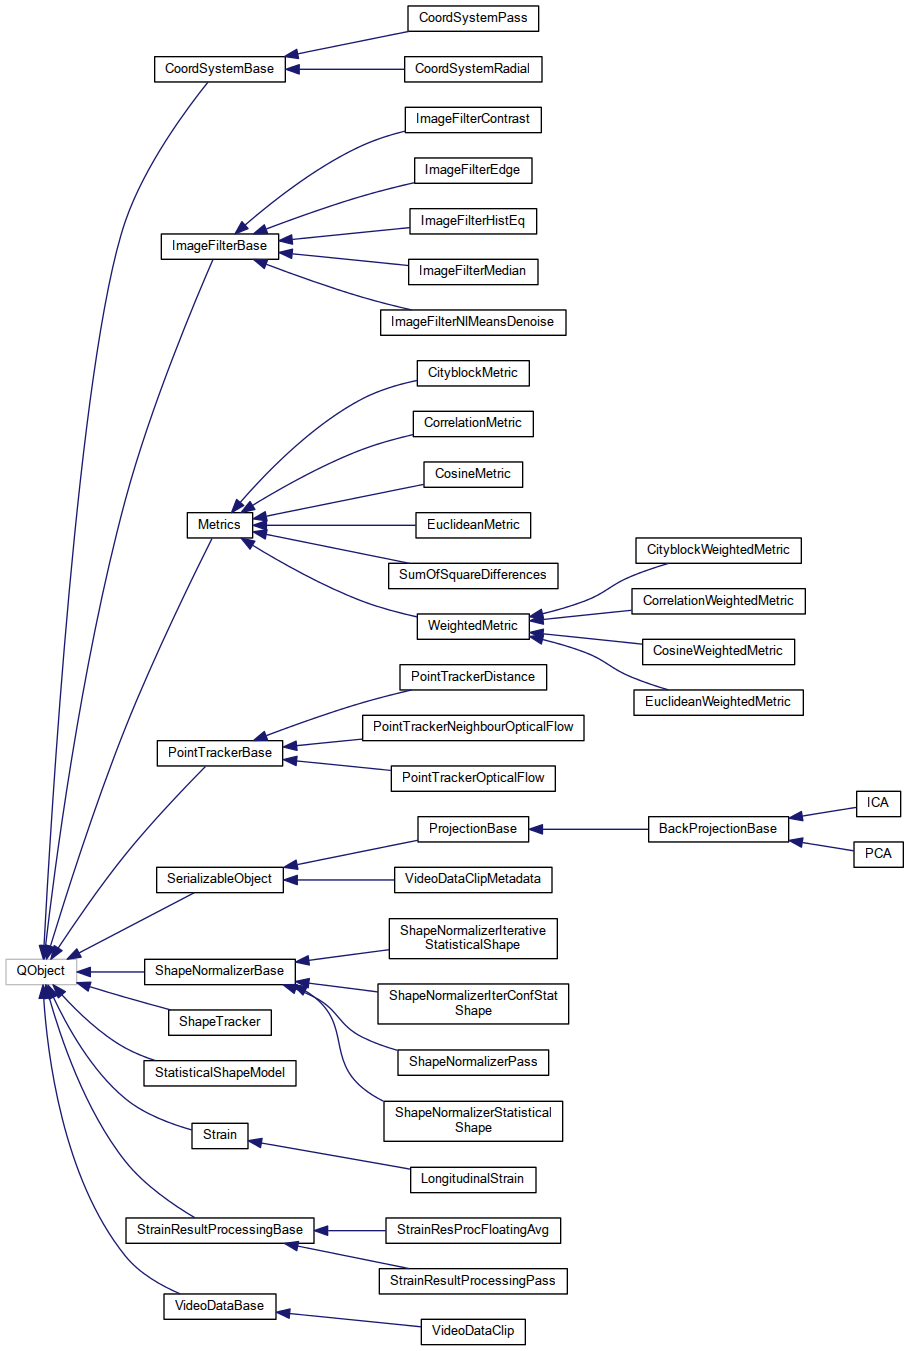 CoordSystemPass
CoordSystemBase
CoordSystemRadial
ImageFilterContrast
ImageFilterEdge
ImageFilterHistEq
ImageFilterBase
ImageFilterMedian
ImageFilterNlMeansDenoise
CityblockMetric
CorrelationMetric
CosineMetric
Metrics
EuclideanMetric
CityblockWeightedMetric
SumOfSquareDifferences
CorrelationWeightedMetric
WeightedMetric
CosineWeightedMetric
PointTrackerDistance
EuclideanWeightedMetric
PointTrackerNeighbourOpticalFlow
PointTrackerBase
PointTrackerOpticalFlow
ICA
ProjectionBase
BackProjectionBase
PCA
SerializableObject
VideoDataClipMetadata
ShapeNormalizerIterative
StatisticalShape
QObject
ShapeNormalizerBase
ShapeNormalizerIterConfStat
Shape
ShapeTracker
ShapeNormalizerPass
StatisticalShapeModel
ShapeNormalizerStatistical
Shape
Strain
LongitudinalStrain
StrainResultProcessingBase
StrainResProcFloatingAvg
StrainResultProcessingPass
VideoDataBase
VideoDataClip